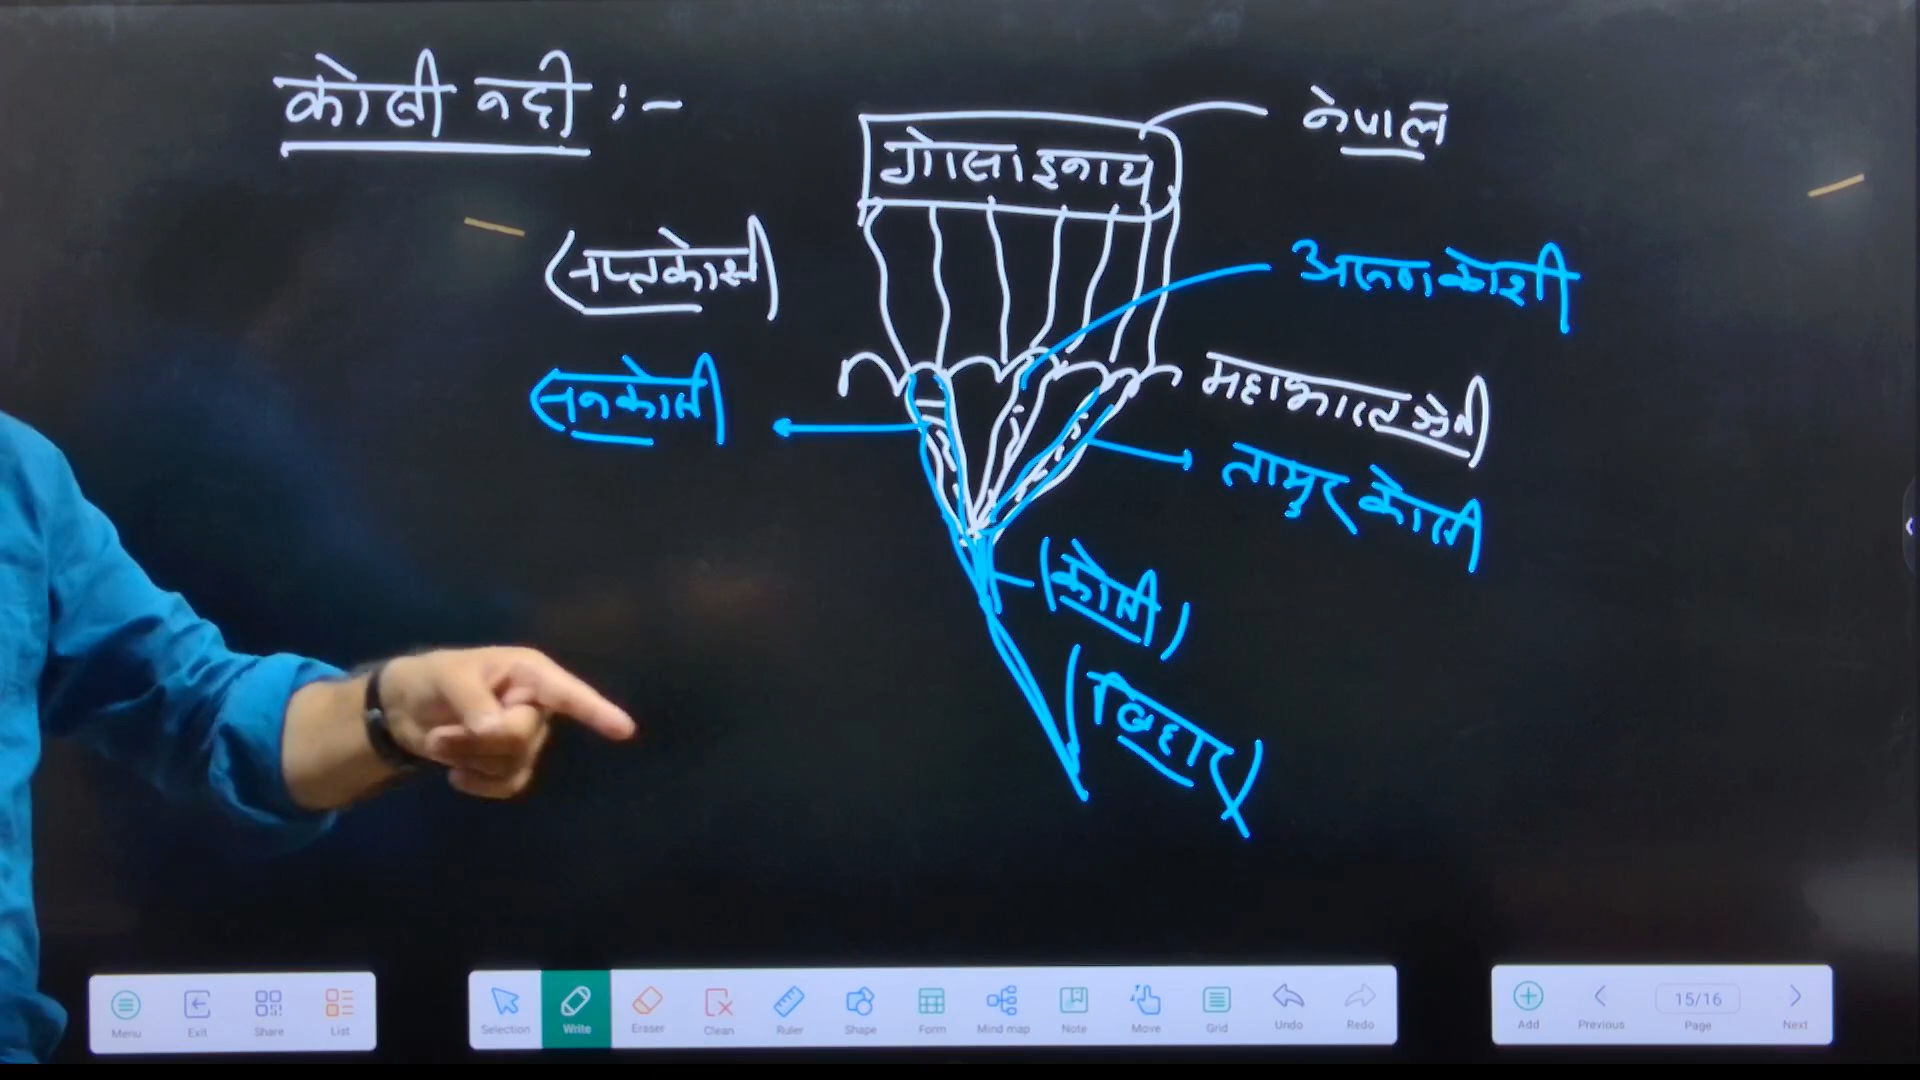 कोसी नदी :-
नेपाल
गोसाईनाथ
(सप्तकोसी)
अरुणकोशी
(सनकोसी)
महाभारत श्रेणी
तामुर कोसी
(कोसी)
(बिहार)
Menu Exit Share List
Selection Write Eraser Clean Ruler Shape Form Mind map Note Move Grid Undo Redo
Add Previous 15/16 Page Next